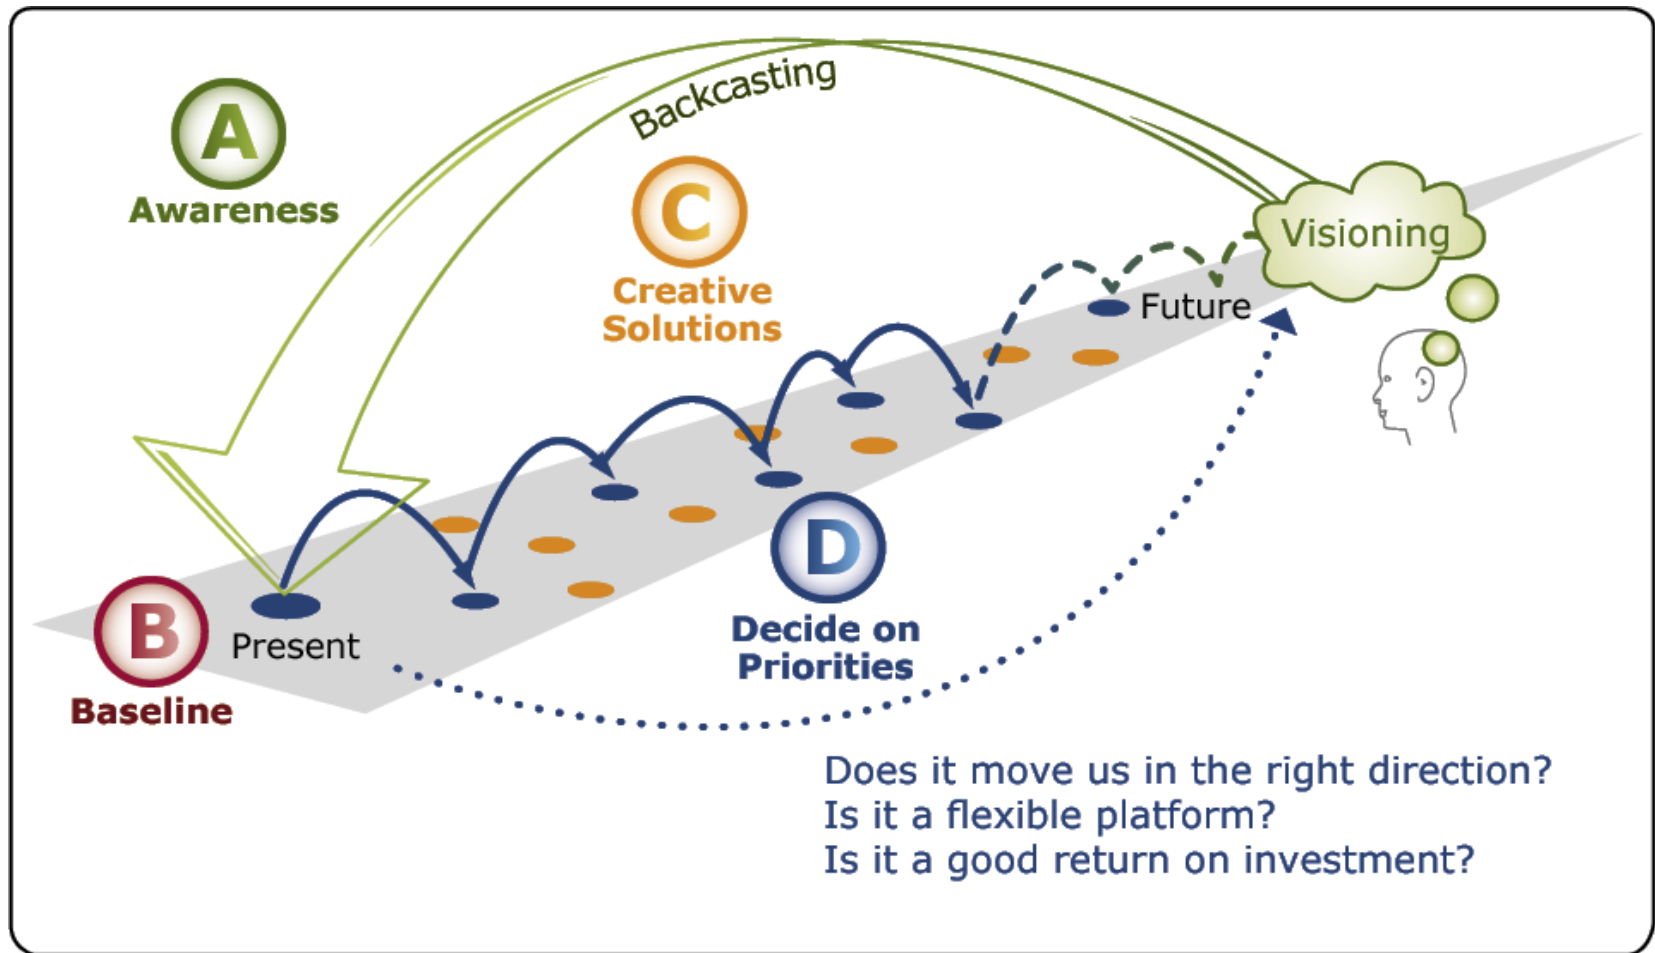 Backcasting
A
Awareness
C
Creative
Solutions
Visioning
Future
B
Present
Baseline
D
Decide on
Priorities
Does it move us in the right direction?
Is it a flexible platform?
Is it a good return on investment?